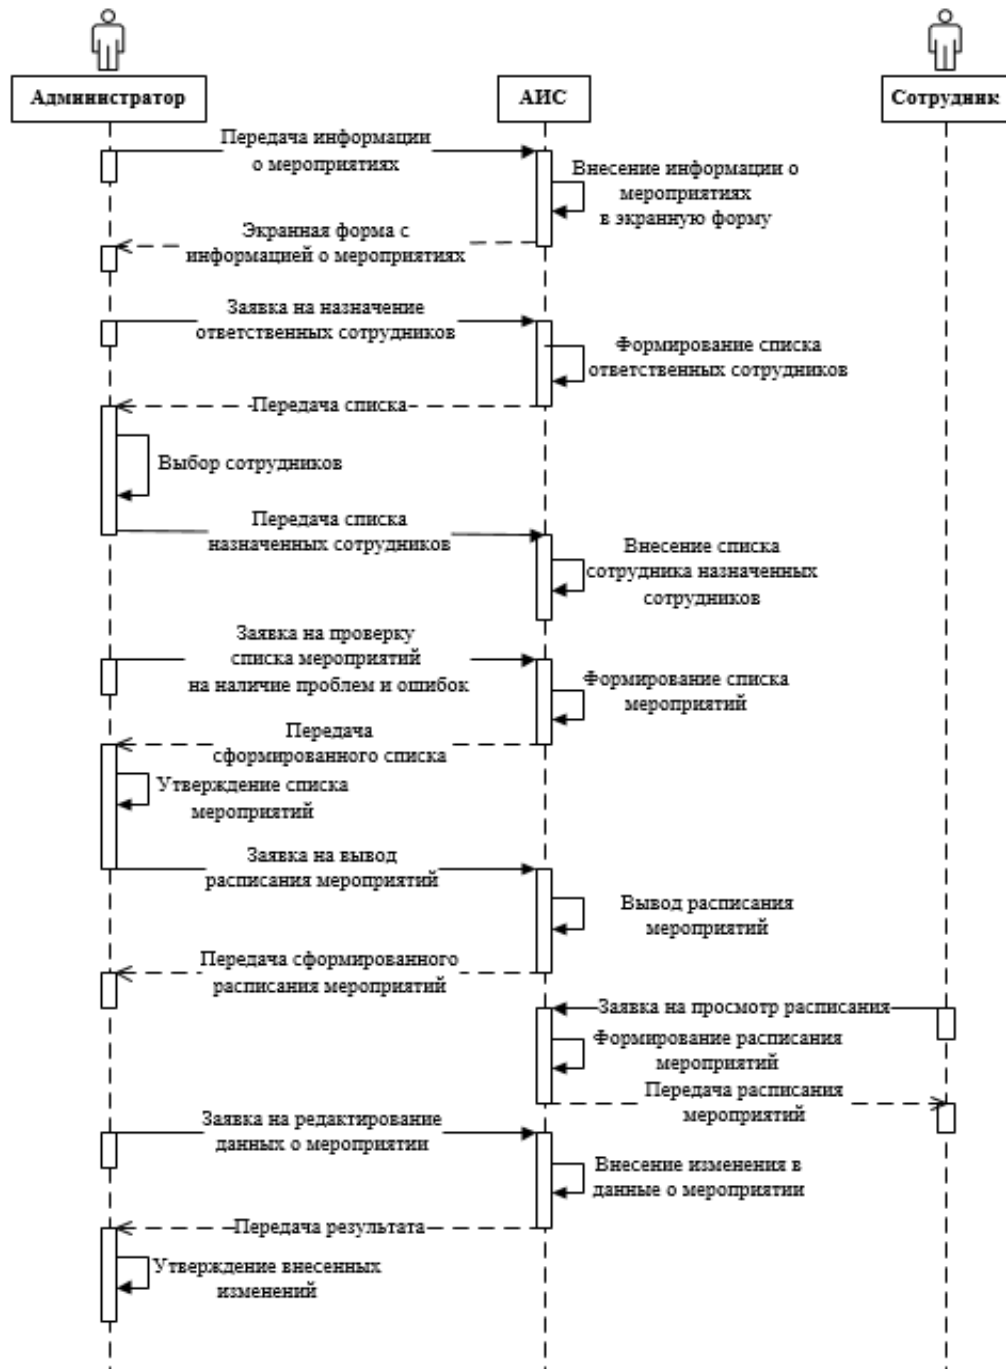 Администратор
АИС
Сотрудник
Передача информации
о мероприятиях
Внесение информации о
мероприятиях
в экранную форму
Экранная форма с
информацией о мероприятиях
Заявка на назначение
ответственных сотрудников
Формирование списка
ответственных сотрудников
Передача списка
Выбор сотрудников
Передача списка
назначенных сотрудников
Внесение списка
сотрудника назначенных
сотрудников
Заявка на проверку
списка мероприятий
на наличие проблем и ошибок
Формирование списка
мероприятий
Передача
сформированного списка
Утверждение списка
мероприятий
Заявка на вывод
расписания мероприятий
Вывод расписания
мероприятий
Передача сформированного
расписания мероприятий
Заявка на просмотр расписания
Формирование расписания
мероприятий
Передача расписания
мероприятий
Заявка на редактирование
данных о мероприятии
Внесение изменения в
данные о мероприятии
Передача результата
Утверждение внесенных
изменений